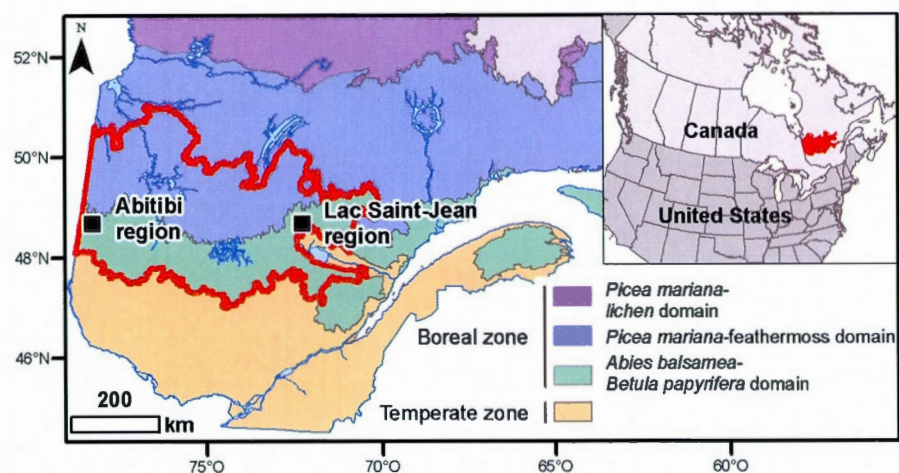 N
52°N
50°N
48°N
46°N
Abitibi
region
Lac Saint-Jean
region
Canada
United States
Boreal zone
Picea mariana-
lichen domain
Picea mariana-feathermoss domain
Abies balsamea-
Betula papyrifera domain
Temperate zone
200
km
75°O
70°O
65°O
60°O